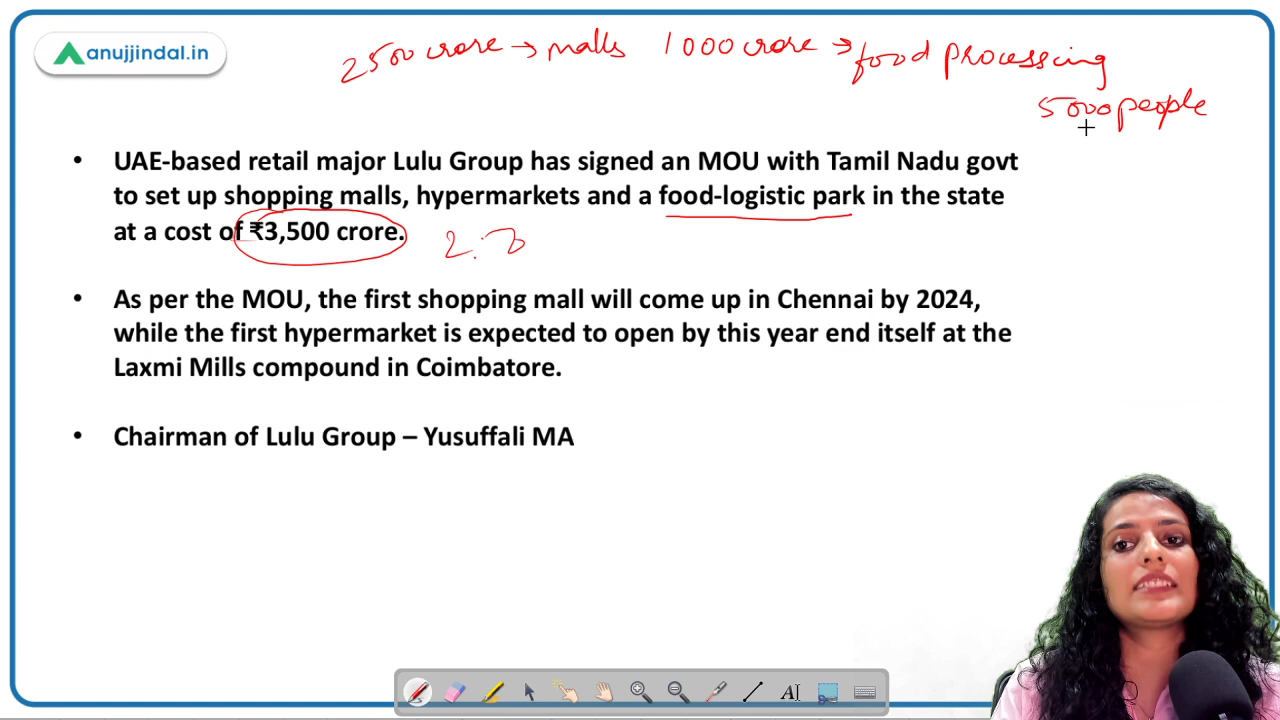 anujjindal.in
2500 crore → malls 1000 crore → food processing
5000 people
• UAE-based retail major Lulu Group has signed an MOU with Tamil Nadu govt
to set up shopping malls, hypermarkets and a food-logistic park in the state
at a cost of ₹3,500 crore.
• As per the MOU, the first shopping mall will come up in Chennai by 2024,
while the first hypermarket is expected to open by this year end itself at the
Laxmi Mills compound in Coimbatore.
• Chairman of Lulu Group – Yusuffali MA